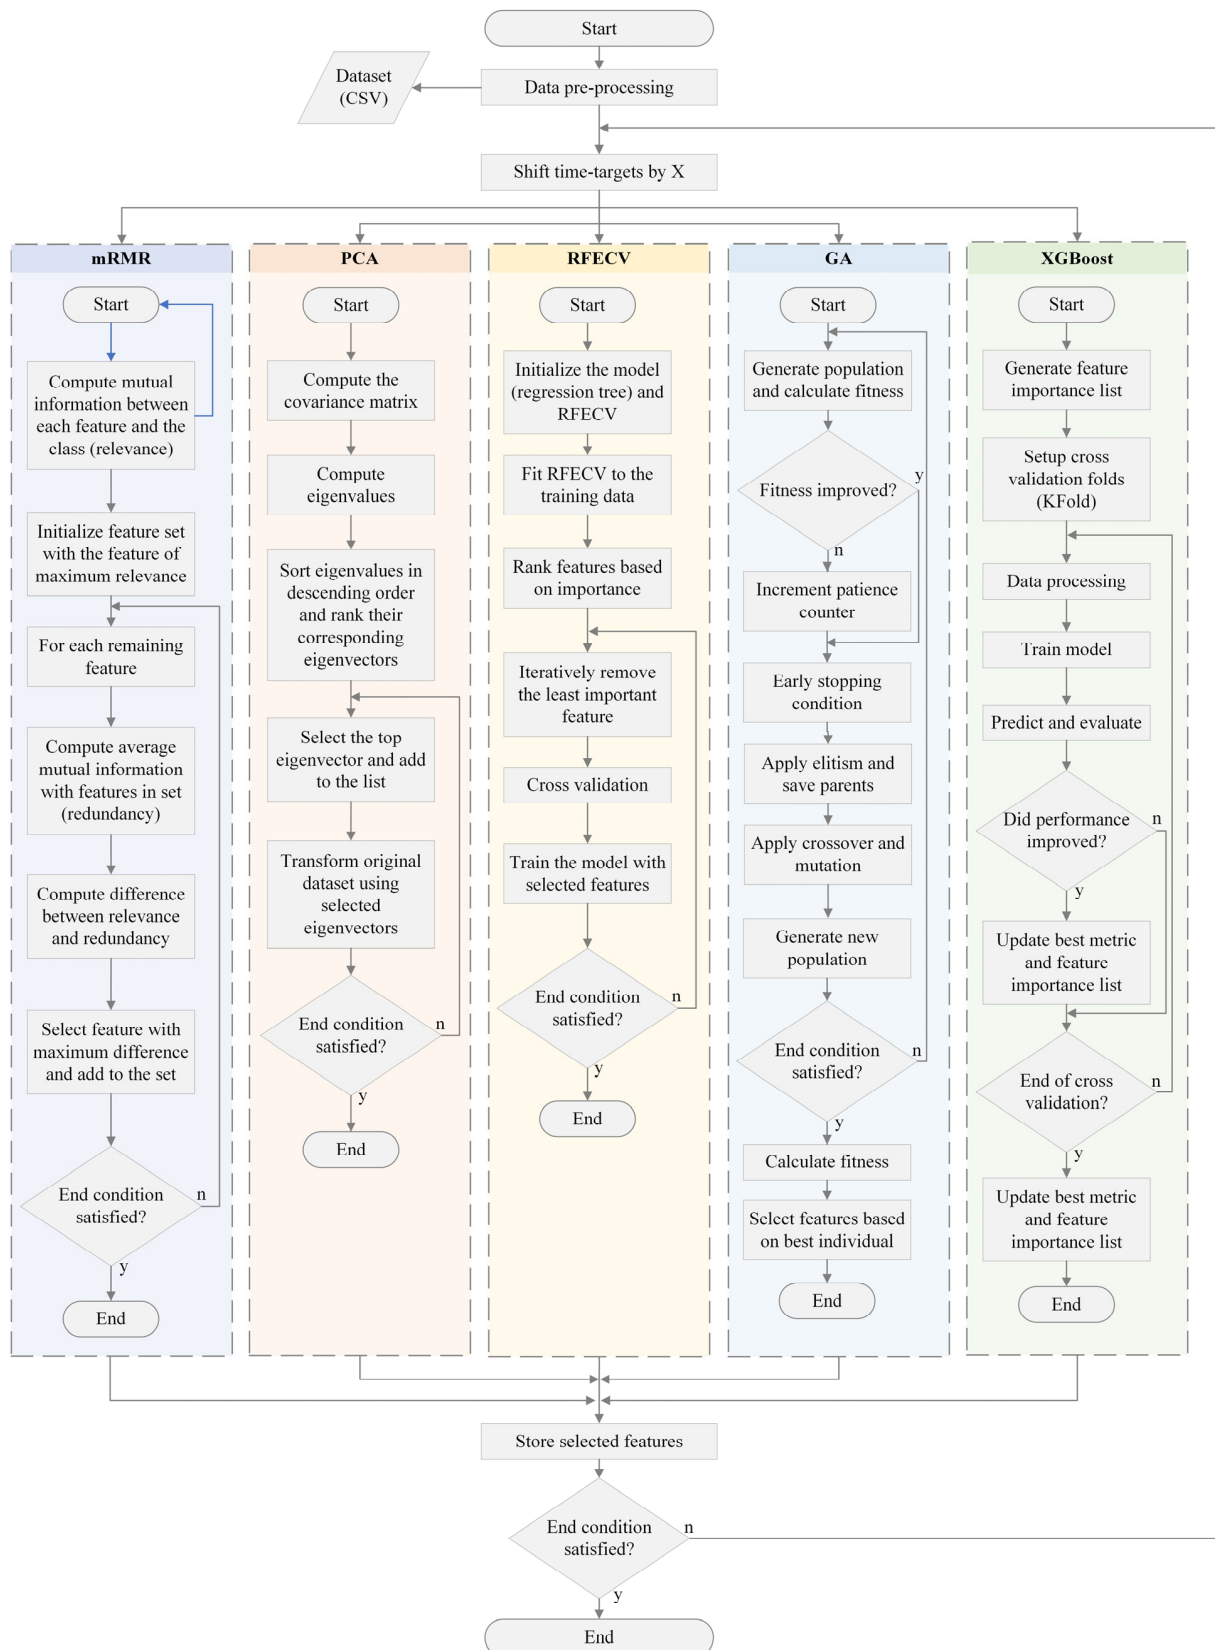 Start
Dataset
(CSV)
Data pre-processing
Shift time-targets by X
mRMR
Start
Compute mutual
information between
each feature and the
class (relevance)
Initialize feature set
with the feature of
maximum relevance
For each remaining
feature
Compute average
mutual information
with features in set
(redundancy)
Compute difference
between relevance
and redundancy
Select feature with
maximum difference
and add to the set
End condition
satisfied?
n
y
End
PCA
Start
Compute the
covariance matrix
Compute
eigenvalues
Sort eigenvalues in
descending order
and rank their
corresponding
eigenvectors
Select the top
eigenvector and add
to the list
Transform original
dataset using
selected
eigenvectors
End condition
satisfied?
n
y
End
RFECV
Start
Initialize the model
(regression tree) and
RFECV
Fit RFECV to the
training data
Rank features based
on importance
Iteratively remove
the least important
feature
Cross validation
Train the model with
selected features
End condition
satisfied?
n
y
End
GA
Start
Generate population
and calculate fitness
Fitness improved?
y
n
Increment patience
counter
Early stopping
condition
Apply elitism and
save parents
Apply crossover and
mutation
Generate new
population
End condition
satisfied?
n
y
Calculate fitness
Select features based
on best individual
End
XGBoost
Start
Generate feature
importance list
Setup cross
validation folds
(KFold)
Data processing
Train model
Predict and evaluate
Did performance
improved?
n
y
Update best metric
and feature
importance list
End of cross
validation?
n
y
Update best metric
and feature
importance list
End
Store selected features
End condition
satisfied?
n
y
End